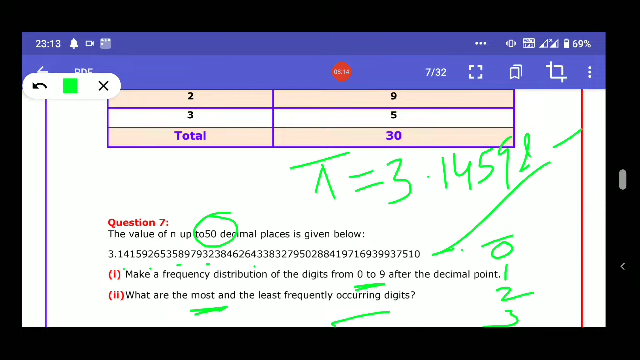 23:13 69%
05:14
PDF 7/32
2 9
3 5
Total 30
π = 3.14592
Question 7:
The value of π up to 50 decimal places is given below:
3.14159265358979323846264338327950288419716939937510
(i) Make a frequency distribution of the digits from 0 to 9 after the decimal point.
(ii) What are the most and the least frequently occurring digits?
0
1
2
3